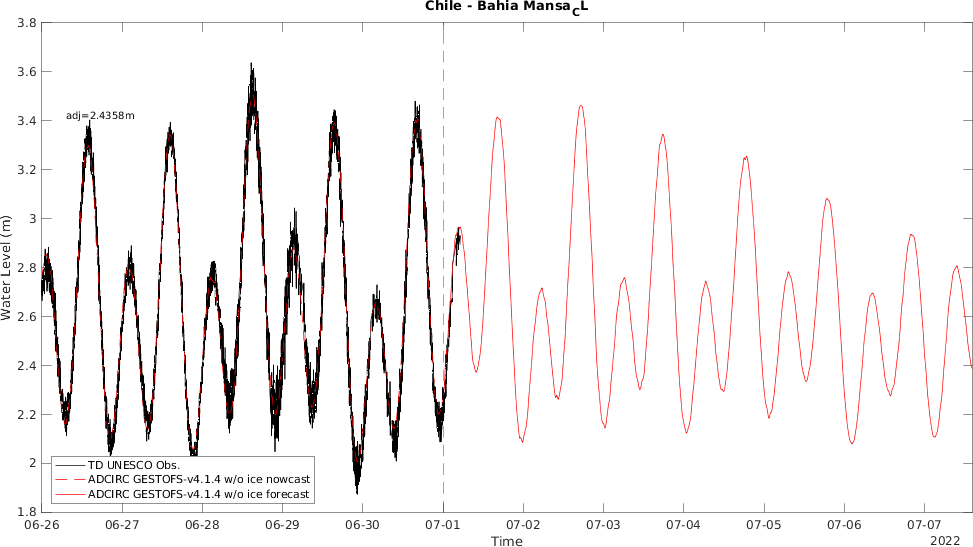 Chile - Bahia Mansa_CL
3.8
3.6
3.4
3.2
3
2.8
2.6
2.4
2.2
2
1.8
Water Level (m)
adj=2.4358m
TD UNESCO Obs.
ADCIRC GESTOFS-v4.1.4 w/o ice nowcast
ADCIRC GESTOFS-v4.1.4 w/o ice forecast
06-26 06-27 06-28 06-29 06-30 07-01 07-02 07-03 07-04 07-05 07-06 07-07
Time
2022